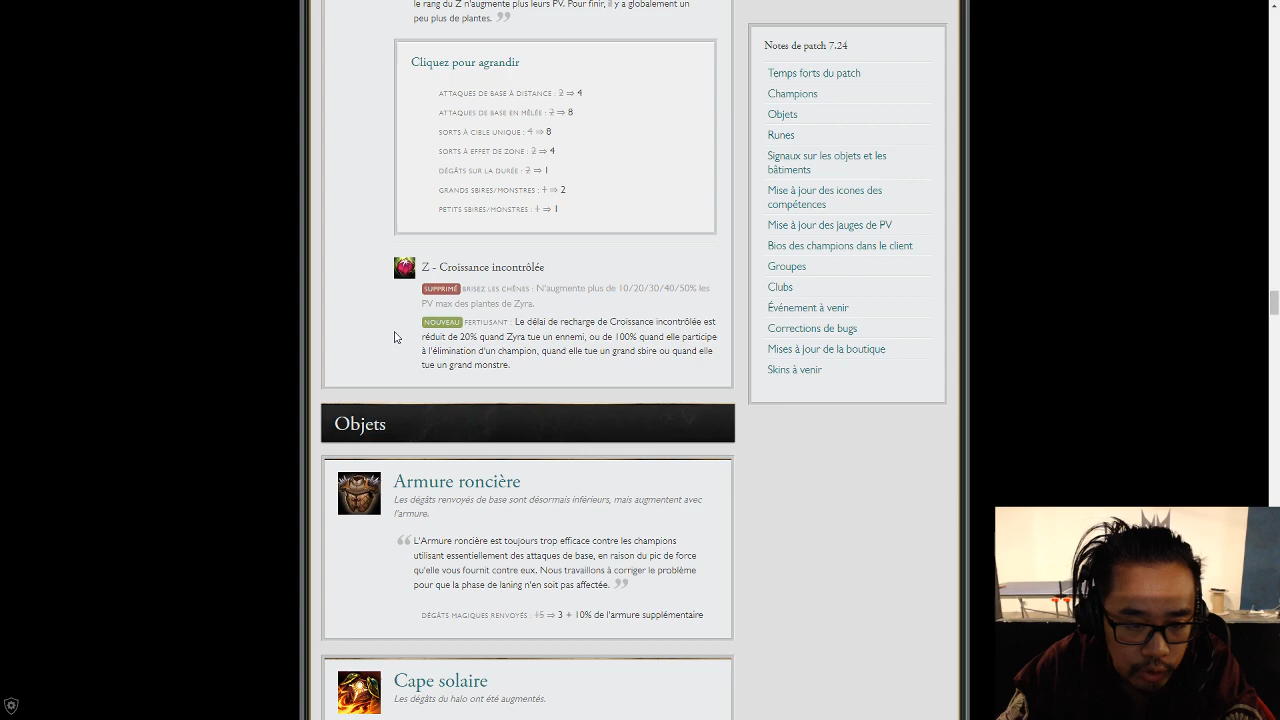 le rang du Z n'augmente plus leurs PV. Pour finir, il y a globalement un
peu plus de plantes.
Cliquez pour agrandir
ATTAQUES DE BASE À DISTANCE : 2 ⇒ 4
ATTAQUES DE BASE EN MÊLÉE : 2 ⇒ 8
SORTS À CIBLE UNIQUE : 4 ⇒ 8
SORTS À EFFET DE ZONE : 2 ⇒ 4
DÉGÂTS SUR LA DURÉE : 2 ⇒ 1
GRANDS SBIRES/MONSTRES : 1 ⇒ 2
PETITS SBIRES/MONSTRES : 1 ⇒ 1
Z - Croissance incontrôlée
SUPPRIMÉ BRISEZ LES CHÊNES : N'augmente plus de 10/20/30/40/50% les
PV max des plantes de Zyra.
NOUVEAU FERTILISANT : Le délai de recharge de Croissance incontrôlée est
réduit de 20% quand Zyra tue un ennemi, ou de 100% quand elle participe
à l'élimination d'un champion, quand elle tue un grand sbire ou quand elle
tue un grand monstre.
Objets
Armure roncière
Les dégâts renvoyés de base sont désormais inférieurs, mais augmentent avec
l'armure.
L'Armure roncière est toujours trop efficace contre les champions
utilisant essentiellement des attaques de base, en raison du pic de force
qu'elle vous fournit contre eux. Nous travaillons à corriger le problème
pour que la phase de laning n'en soit pas affectée.
DÉGÂTS MAGIQUES RENVOYÉS : 15 ⇒ 3 + 10% de l'armure supplémentaire
Cape solaire
Les dégâts du halo ont été augmentés.
Notes de patch 7.24
Temps forts du patch
Champions
Objets
Runes
Signaux sur les objets et les
bâtiments
Mise à jour des icones des
compétences
Mise à jour des jauges de PV
Bios des champions dans le client
Groupes
Clubs
Événement à venir
Corrections de bugs
Mises à jour de la boutique
Skins à venir